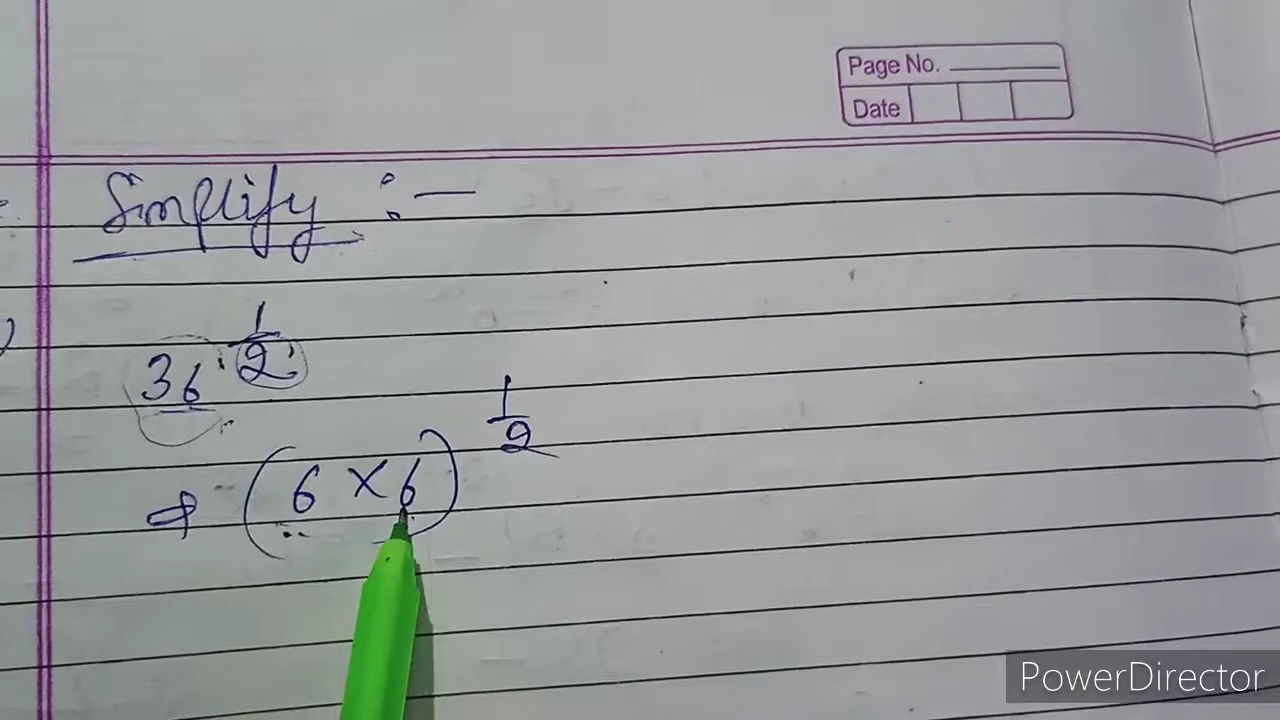 Page No.
Date
Simplify :-
36 1/2
⇒ (6 × 6) 1/2
PowerDirector